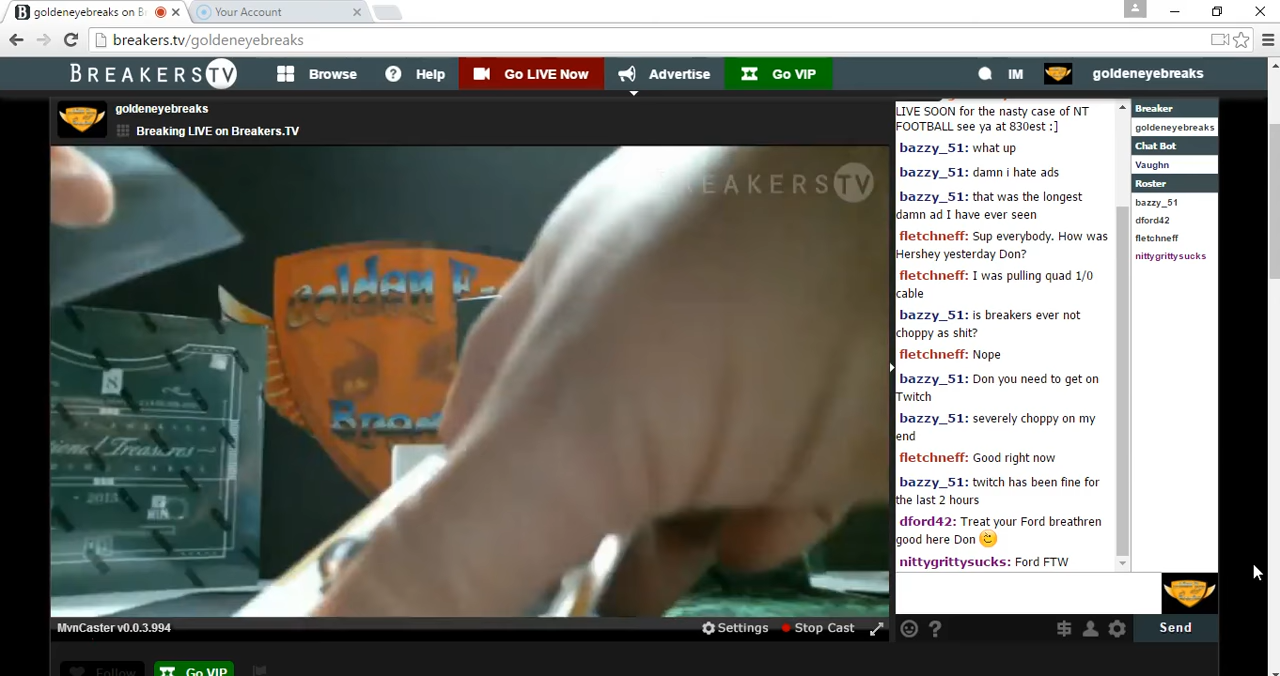 goldeneyebreaks on B
Your Account
breakers.tv/goldeneyebreaks
BREAKERSTV
Browse
Help
Go LIVE Now
Advertise
Go VIP
IM
goldeneyebreaks
goldeneyebreaks
Breaking LIVE on Breakers.TV
REAKERSTV
Golden E
8
Treasures
2015
MvnCaster v0.0.3.994
Settings
Stop Cast
Follow
Go VIP
LIVE SOON for the nasty case of NT
FOOTBALL see ya at 830est :]
bazzy_51: what up
bazzy_51: damn i hate ads
bazzy_51: that was the longest
damn ad I have ever seen
fletchneff: Sup everybody. How was
Hershey yesterday Don?
fletchneff: I was pulling quad 1/0
cable
bazzy_51: is breakers ever not
choppy as shit?
fletchneff: Nope
bazzy_51: Don you need to get on
Twitch
bazzy_51: severely choppy on my
end
fletchneff: Good right now
bazzy_51: twitch has been fine for
the last 2 hours
dford42: Treat your Ford breathren
good here Don
nittygrittysucks: Ford FTW
Send
Breaker
goldeneyebreaks
Chat Bot
Vaughn
Roster
bazzy_51
dford42
fletchneff
nittygrittysucks